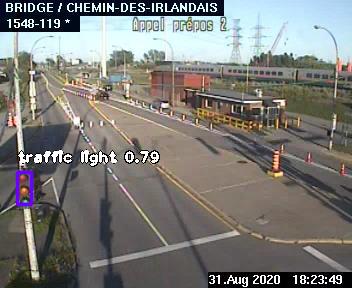 BRIDGE / CHEMIN-DES-IRLANDAIS
1548-119 *
Appel prépos 2
traffic light 0.79
31.Aug 2020 18:23:49